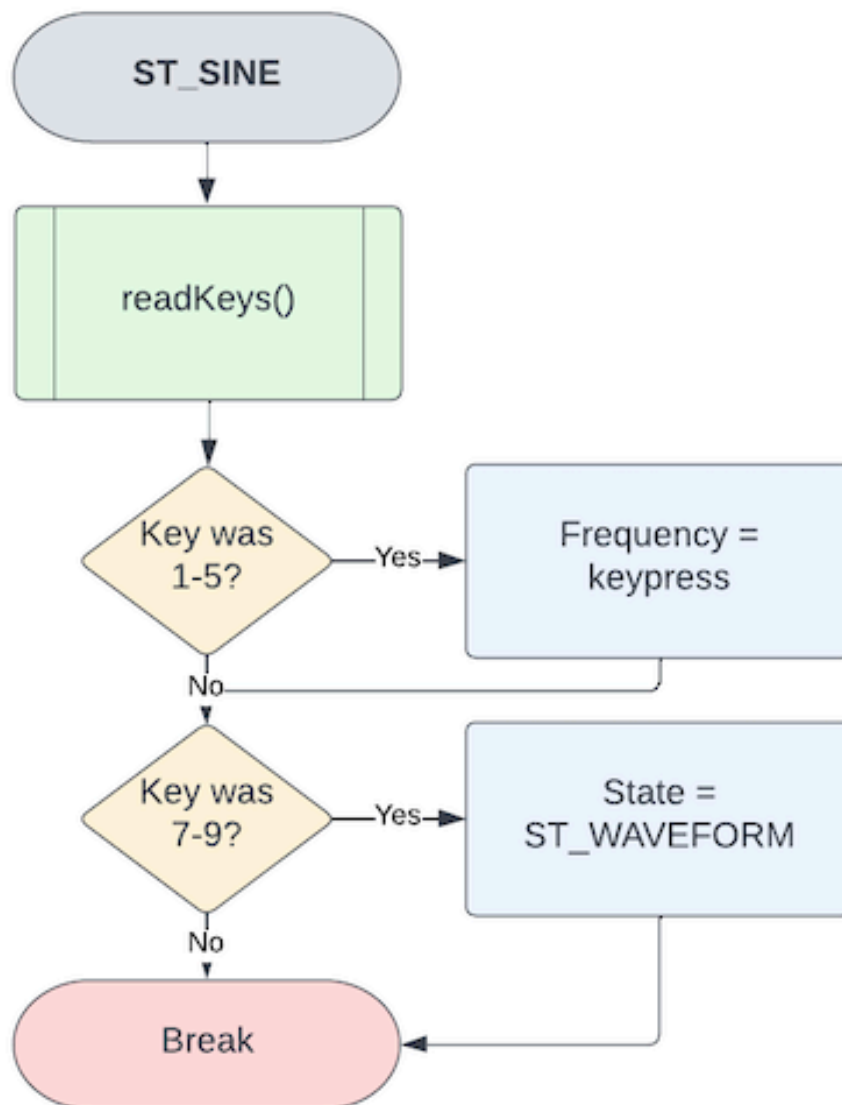 ST_SINE
readKeys()
Key was
1-5?
Yes
Frequency =
keypress
No
Key was
7-9?
Yes
State =
ST_WAVEFORM
No
Break